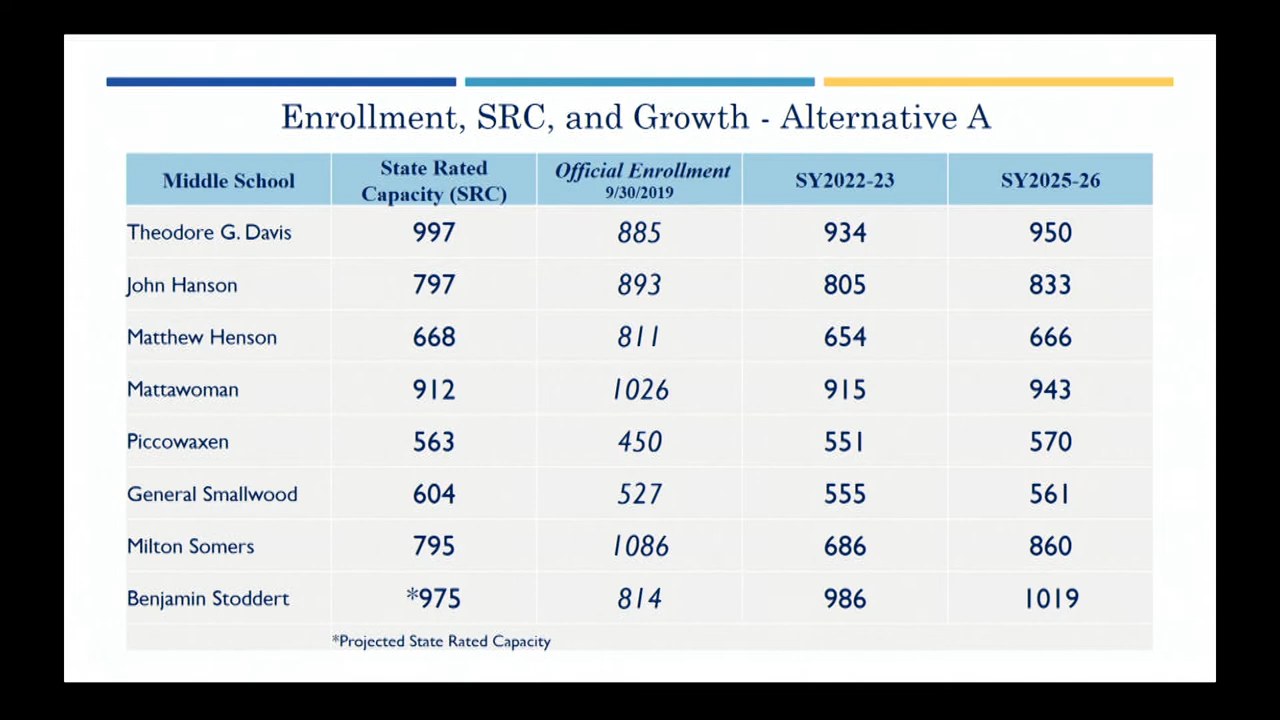 Enrollment, SRC, and Growth - Alternative A
Middle School State Rated Capacity (SRC) Official Enrollment 9/30/2019 SY2022-23 SY2025-26
Theodore G. Davis 997 885 934 950
John Hanson 797 893 805 833
Matthew Henson 668 811 654 666
Mattawoman 912 1026 915 943
Piccowaxen 563 450 551 570
General Smallwood 604 527 555 561
Milton Somers 795 1086 686 860
Benjamin Stoddert *975 814 986 1019
*Projected State Rated Capacity